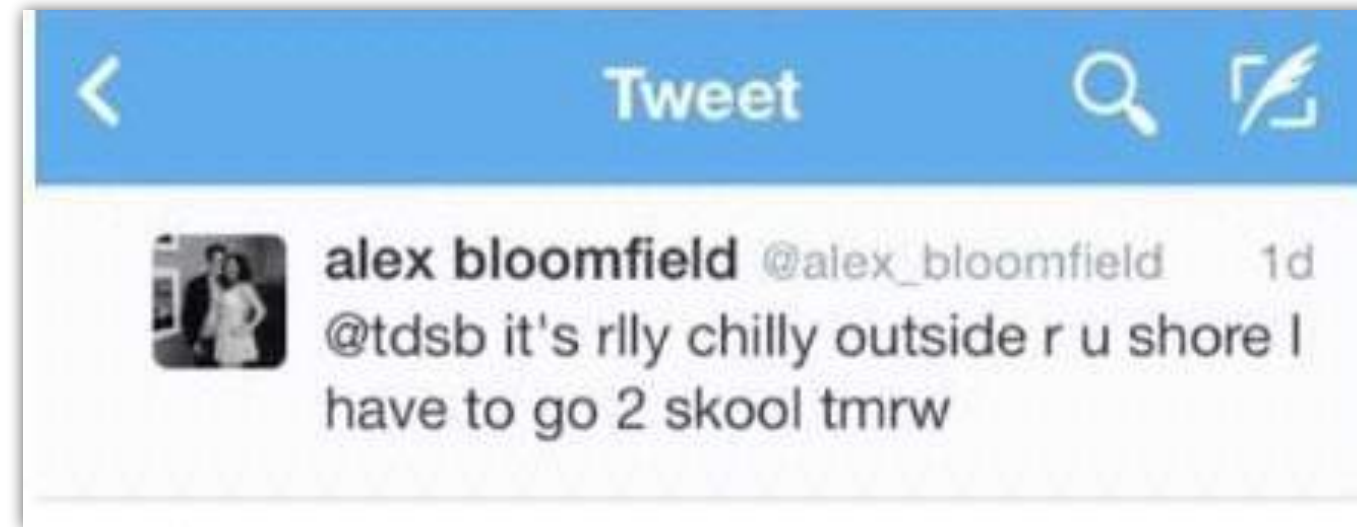 Tweet
alex bloomfield @alex_bloomfield 1d
@tdsb it's rlly chilly outside r u shore I
have to go 2 skool tmrw